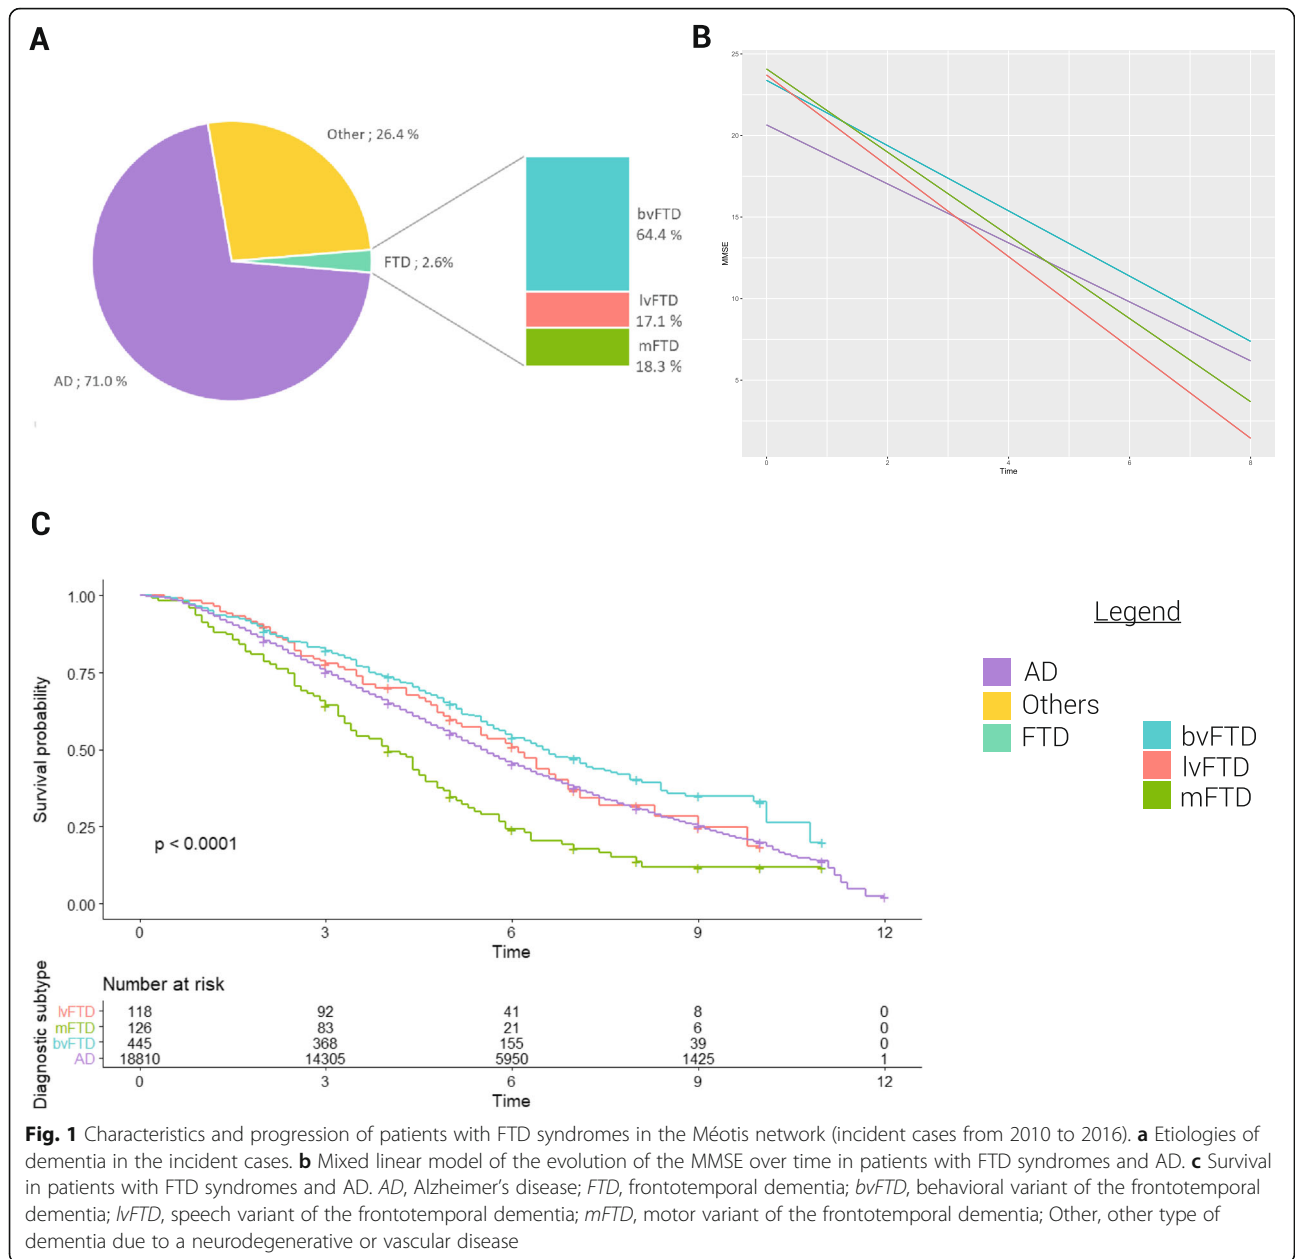 A
Other ; 26.4 %
FTD ; 2.6%
AD ; 71.0 %
bvFTD
64.4 %
lvFTD
17.1 %
mFTD
18.3 %
B
25
20
15
10
5
MMSE
0 2 4 6 8
Time
C
Survival probability
1.00
0.75
0.50
0.25
0.00
p < 0.0001
0 3 6 9 12
Time
Legend
AD
Others
FTD
bvFTD
lvFTD
mFTD
Diagnostic subtype
Number at risk
lvFTD 118 92 41 8 0
mFTD 126 83 21 6 0
bvFTD 445 368 155 39 0
AD 18810 14305 5950 1425 1
0 3 6 9 12
Time
Fig. 1 Characteristics and progression of patients with FTD syndromes in the Méotis network (incident cases from 2010 to 2016). a Etiologies of
dementia in the incident cases. b Mixed linear model of the evolution of the MMSE over time in patients with FTD syndromes and AD. c Survival
in patients with FTD syndromes and AD. AD, Alzheimer's disease; FTD, frontotemporal dementia; bvFTD, behavioral variant of the frontotemporal
dementia; lvFTD, speech variant of the frontotemporal dementia; mFTD, motor variant of the frontotemporal dementia; Other, other type of
dementia due to a neurodegenerative or vascular disease